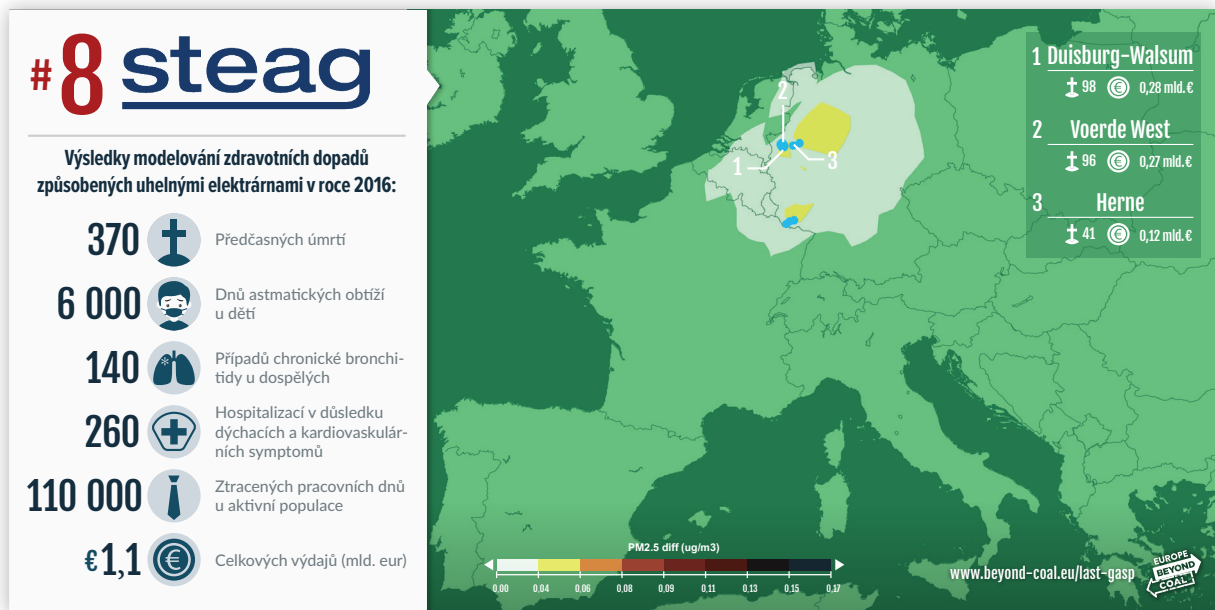 #8 steag
Výsledky modelování zdravotních dopadů
způsobených uhelnými elektrárnami v roce 2016:
370
Předčasných úmrtí
6 000
Dnů astmatických obtíží
u dětí
140
Případů chronické bronchi-
tidy u dospělých
260
Hospitalizací v důsledku
dýchacích a kardiovaskulár-
ních symptomů
110 000
Ztracených pracovních dnů
u aktivní populace
€ 1,1
Celkových výdajů (mld. eur)
2
1
3
1 Duisburg-Walsum
98 € 0,28 mld. €
2 Voerde West
96 € 0,27 mld. €
3 Herne
41 € 0,12 mld. €
PM2.5 diff (ug/m3)
0.00 0.04 0.06 0.08 0.09 0.11 0.13 0.15 0.17
www.beyond-coal.eu/last-gasp
EUROPE
BEYOND
COAL